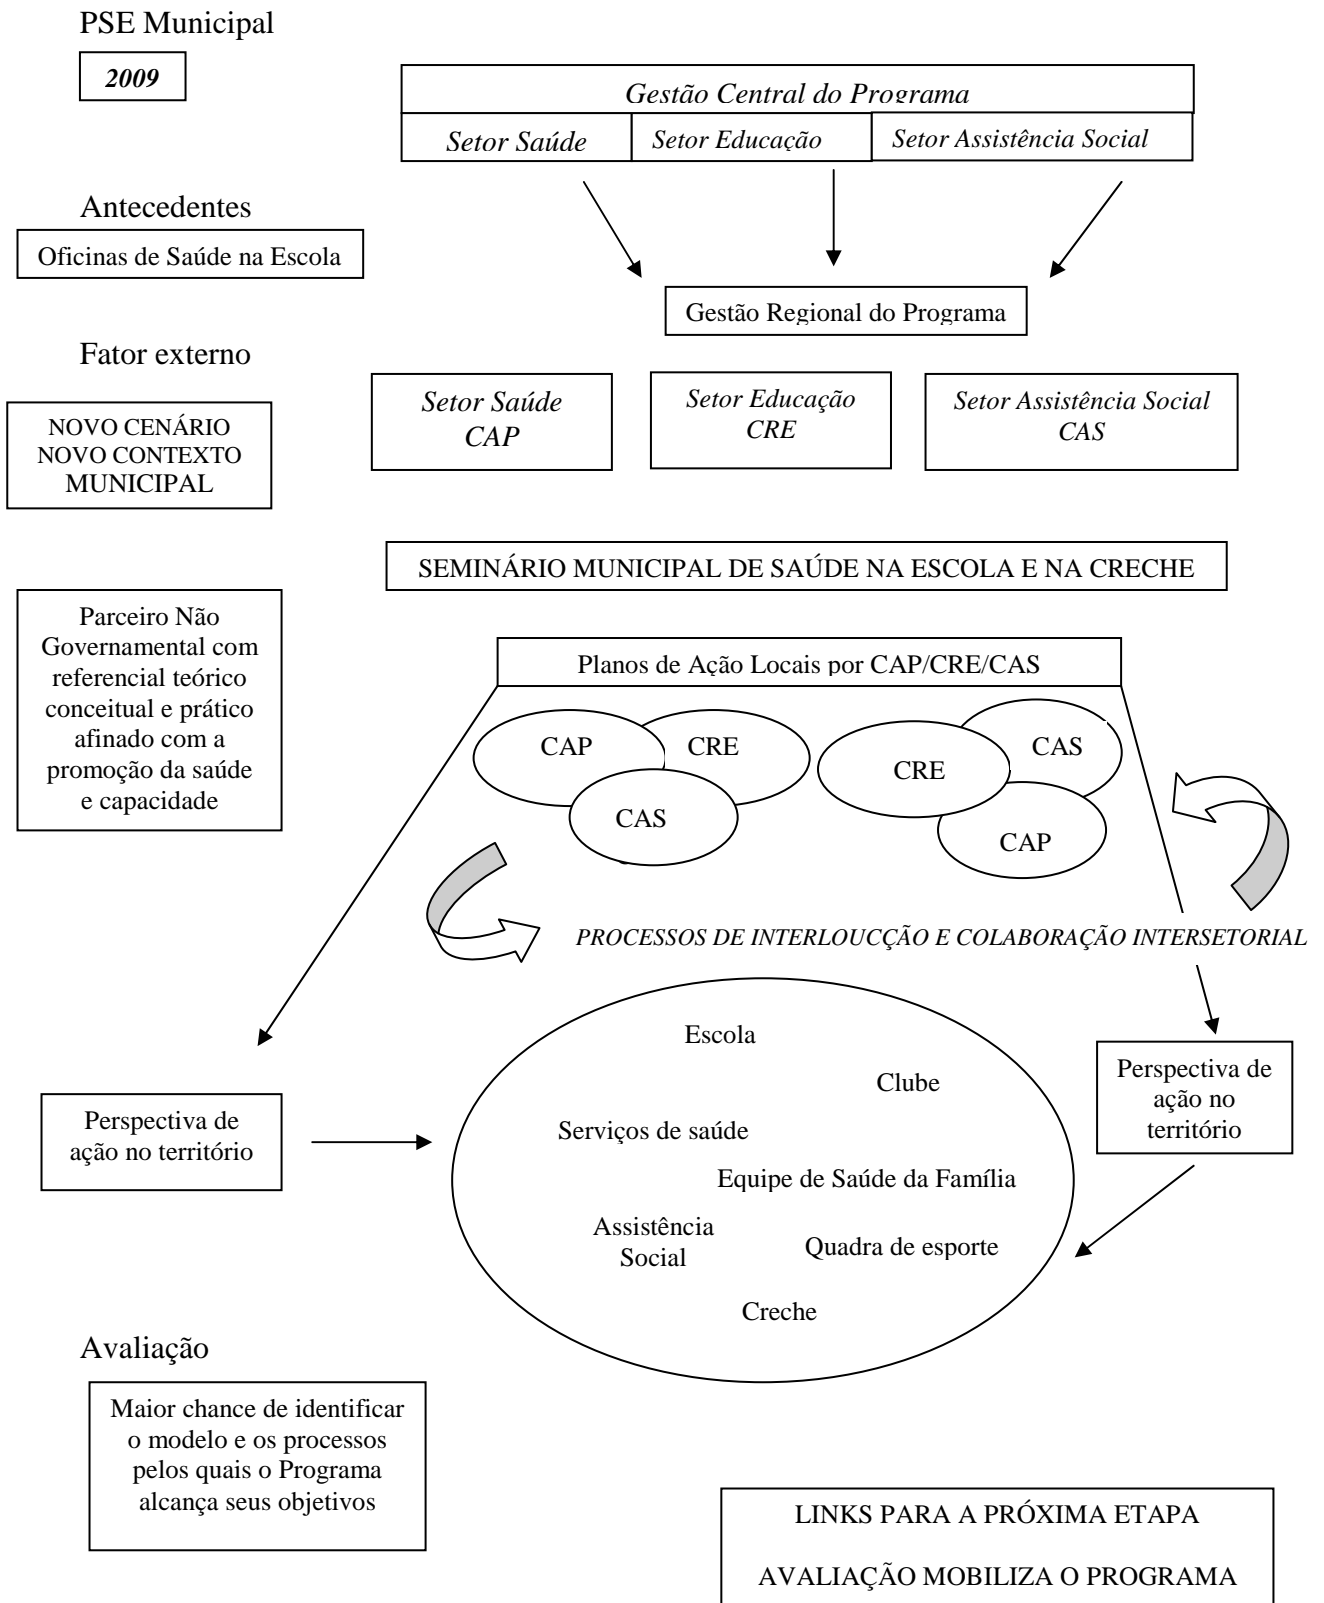 PSE Municipal
2009
Gestão Central do Programa
Setor Saúde
Setor Educação
Setor Assistência Social
Antecedentes
Oficinas de Saúde na Escola
Gestão Regional do Programa
Fator externo
NOVO CENÁRIO
NOVO CONTEXTO
MUNICIPAL
Setor Saúde
CAP
Setor Educação
CRE
Setor Assistência Social
CAS
SEMINÁRIO MUNICIPAL DE SAÚDE NA ESCOLA E NA CRECHE
Parceiro Não
Governamental com
referencial teórico
conceitual e prático
afinado com a
promoção da saúde
e capacidade
Planos de Ação Locais por CAP/CRE/CAS
CAP
CRE
CAS
CRE
CAS
CAP
PROCESSOS DE INTERLOUCÇÃO E COLABORAÇÃO INTERSETORIAL
Perspectiva de
ação no território
Escola
Clube
Serviços de saúde
Equipe de Saúde da Família
Assistência
Social
Quadra de esporte
Creche
Perspectiva de
ação no
território
Avaliação
Maior chance de identificar
o modelo e os processos
pelos quais o Programa
alcança seus objetivos
LINKS PARA A PRÓXIMA ETAPA
AVALIAÇÃO MOBILIZA O PROGRAMA